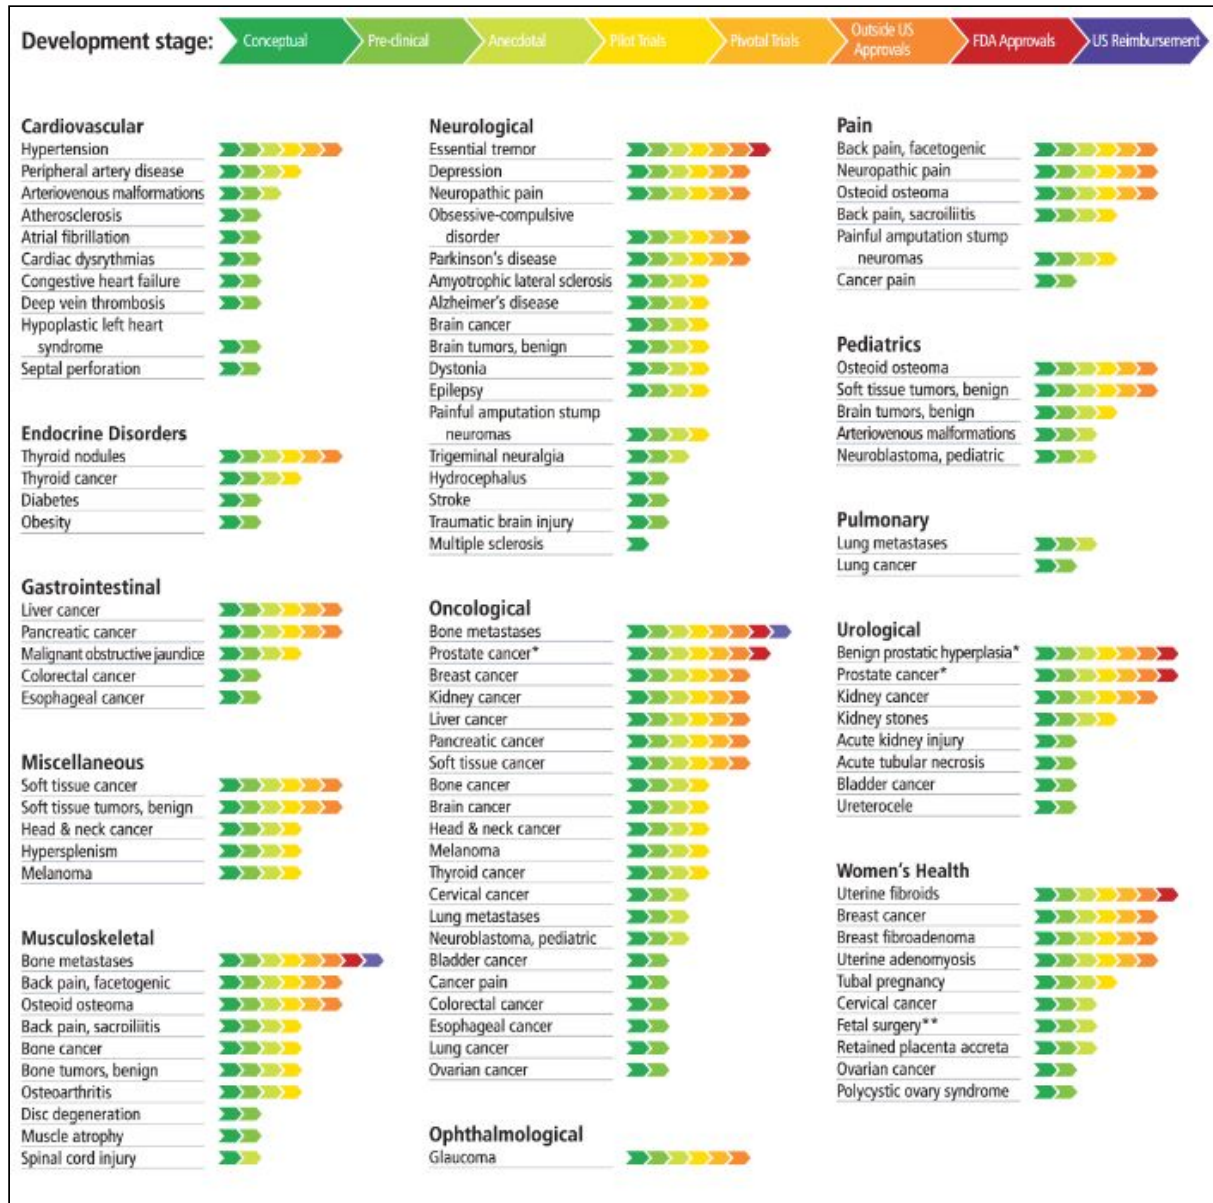 Development stage:
Conceptual
Pre-clinical
Anecdotal
Pilot Trials
Pivotal Trials
Outside US
Approvals
FDA Approvals
US Reimbursement
Cardiovascular
Hypertension
Peripheral artery disease
Arteriovenous malformations
Atherosclerosis
Atrial fibrillation
Cardiac dysrythmias
Congestive heart failure
Deep vein thrombosis
Hypoplastic left heart
syndrome
Septal perforation
Endocrine Disorders
Thyroid nodules
Thyroid cancer
Diabetes
Obesity
Gastrointestinal
Liver cancer
Pancreatic cancer
Malignant obstructive jaundice
Colorectal cancer
Esophageal cancer
Miscellaneous
Soft tissue cancer
Soft tissue tumors, benign
Head & neck cancer
Hypersplenism
Melanoma
Musculoskeletal
Bone metastases
Back pain, facetogenic
Osteoid osteoma
Back pain, sacroiliitis
Bone cancer
Bone tumors, benign
Osteoarthritis
Disc degeneration
Muscle atrophy
Spinal cord injury
Neurological
Essential tremor
Depression
Neuropathic pain
Obsessive-compulsive
disorder
Parkinson's disease
Amyotrophic lateral sclerosis
Alzheimer's disease
Brain cancer
Brain tumors, benign
Dystonia
Epilepsy
Painful amputation stump
neuromas
Trigeminal neuralgia
Hydrocephalus
Stroke
Traumatic brain injury
Multiple sclerosis
Oncological
Bone metastases
Prostate cancer*
Breast cancer
Kidney cancer
Liver cancer
Pancreatic cancer
Soft tissue cancer
Bone cancer
Brain cancer
Head & neck cancer
Melanoma
Thyroid cancer
Cervical cancer
Lung metastases
Neuroblastoma, pediatric
Bladder cancer
Cancer pain
Colorectal cancer
Esophageal cancer
Lung cancer
Ovarian cancer
Ophthalmological
Glaucoma
Pain
Back pain, facetogenic
Neuropathic pain
Osteoid osteoma
Back pain, sacroiliitis
Painful amputation stump
neuromas
Cancer pain
Pediatrics
Osteoid osteoma
Soft tissue tumors, benign
Brain tumors, benign
Arteriovenous malformations
Neuroblastoma, pediatric
Pulmonary
Lung metastases
Lung cancer
Urological
Benign prostatic hyperplasia*
Prostate cancer*
Kidney cancer
Kidney stones
Acute kidney injury
Acute tubular necrosis
Bladder cancer
Ureterocele
Women's Health
Uterine fibroids
Breast cancer
Breast fibroadenoma
Uterine adenomyosis
Tubal pregnancy
Cervical cancer
Fetal surgery**
Retained placenta accreta
Ovarian cancer
Polycystic ovary syndrome